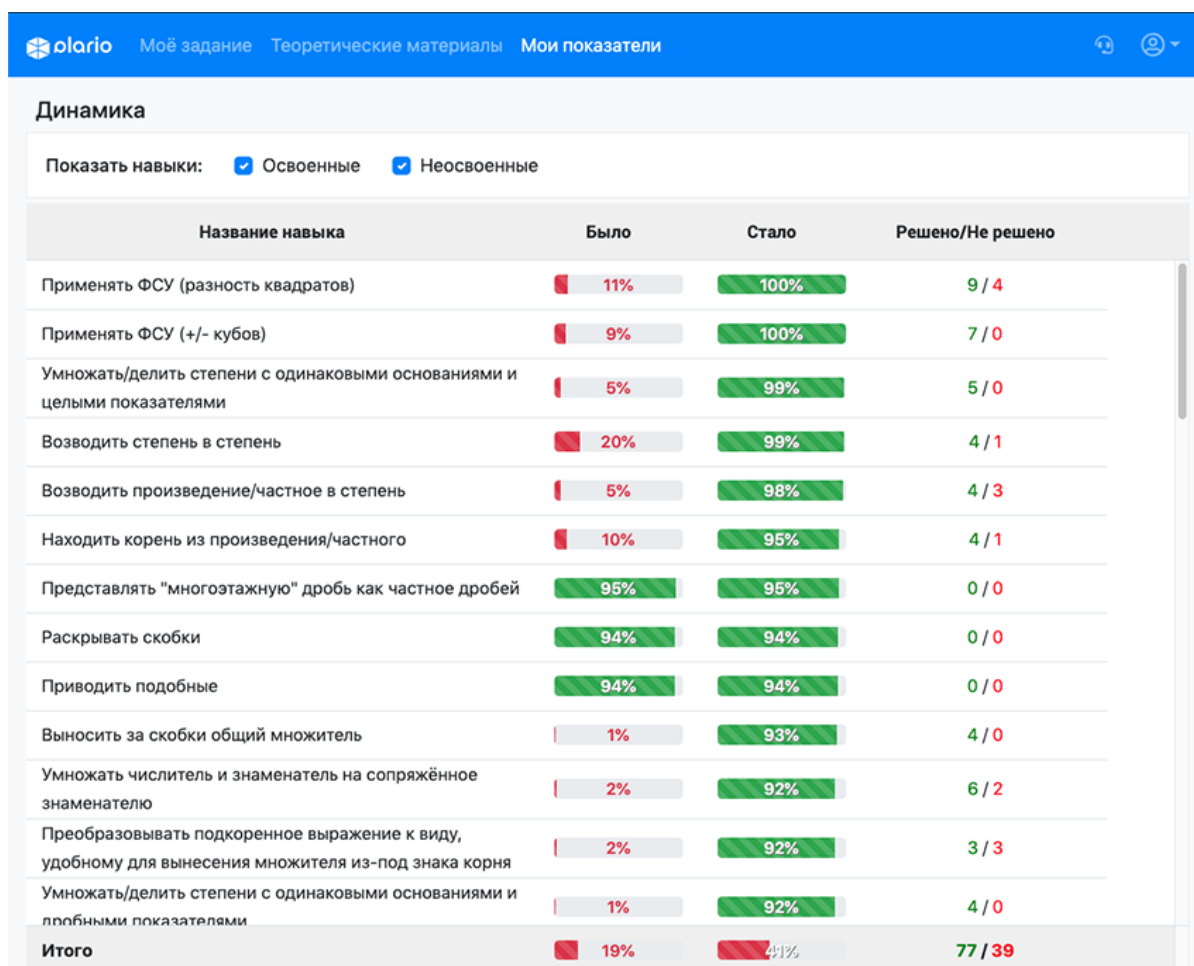 olario Моё задание Теоретические материалы Мои показатели
Динамика
Показать навыки: Освоенные Неосвоенные
Название навыка Было Стало Решено/Не решено
Применять ФСУ (разность квадратов) 11% 100% 9 / 4
Применять ФСУ (+/- кубов) 9% 100% 7 / 0
Умножать/делить степени с одинаковыми основаниями и
целыми показателями 5% 99% 5 / 0
Возводить степень в степень 20% 99% 4 / 1
Возводить произведение/частное в степень 5% 98% 4 / 3
Находить корень из произведения/частного 10% 95% 4 / 1
Представлять "многоэтажную" дробь как частное дробей 95% 95% 0 / 0
Раскрывать скобки 94% 94% 0 / 0
Приводить подобные 94% 94% 0 / 0
Выносить за скобки общий множитель 1% 93% 4 / 0
Умножать числитель и знаменатель на сопряжённое
знаменателю 2% 92% 6 / 2
Преобразовывать подкоренное выражение к виду,
удобному для вынесения множителя из-под знака корня 2% 92% 3 / 3
Умножать/делить степени с одинаковыми основаниями и
дробными показателями 1% 92% 4 / 0
Итого 19% 41% 77 / 39